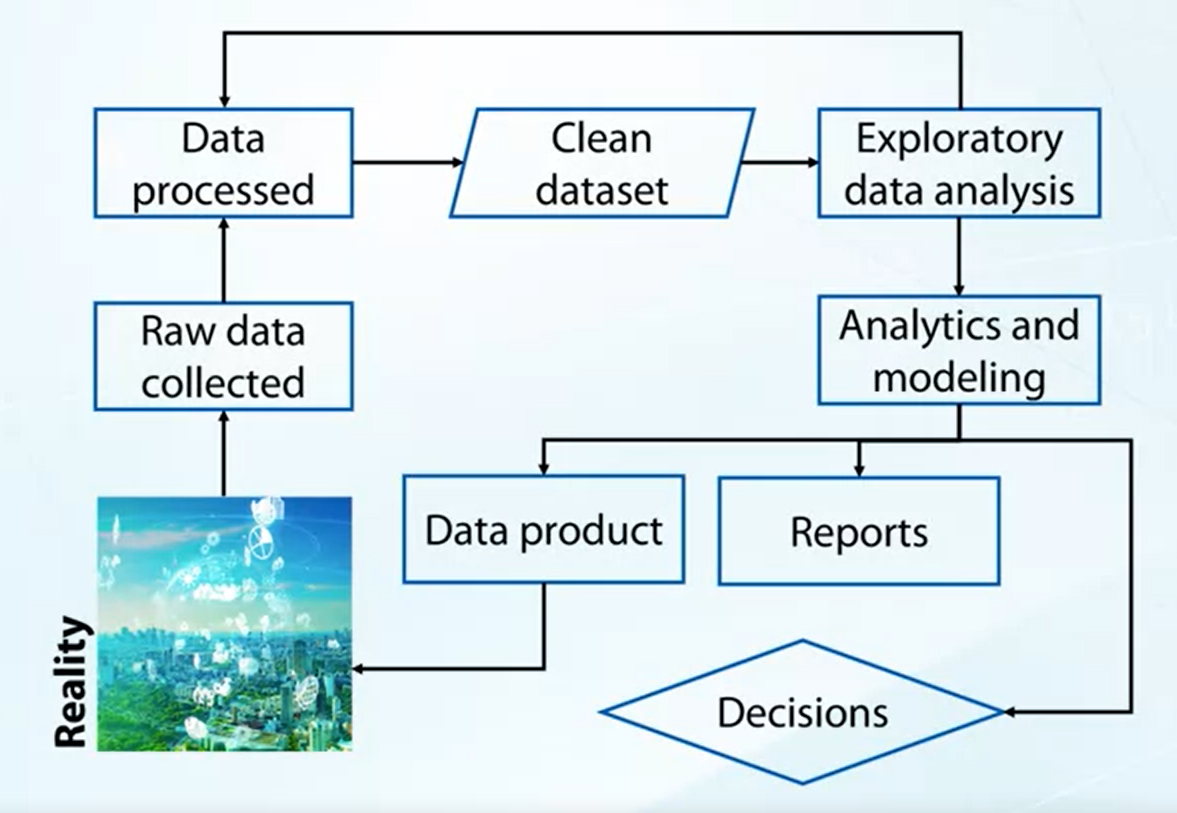 Data
processed
Clean
dataset
Exploratory
data analysis
Raw data
collected
Analytics and
modeling
Data product
Reports
Reality
Decisions